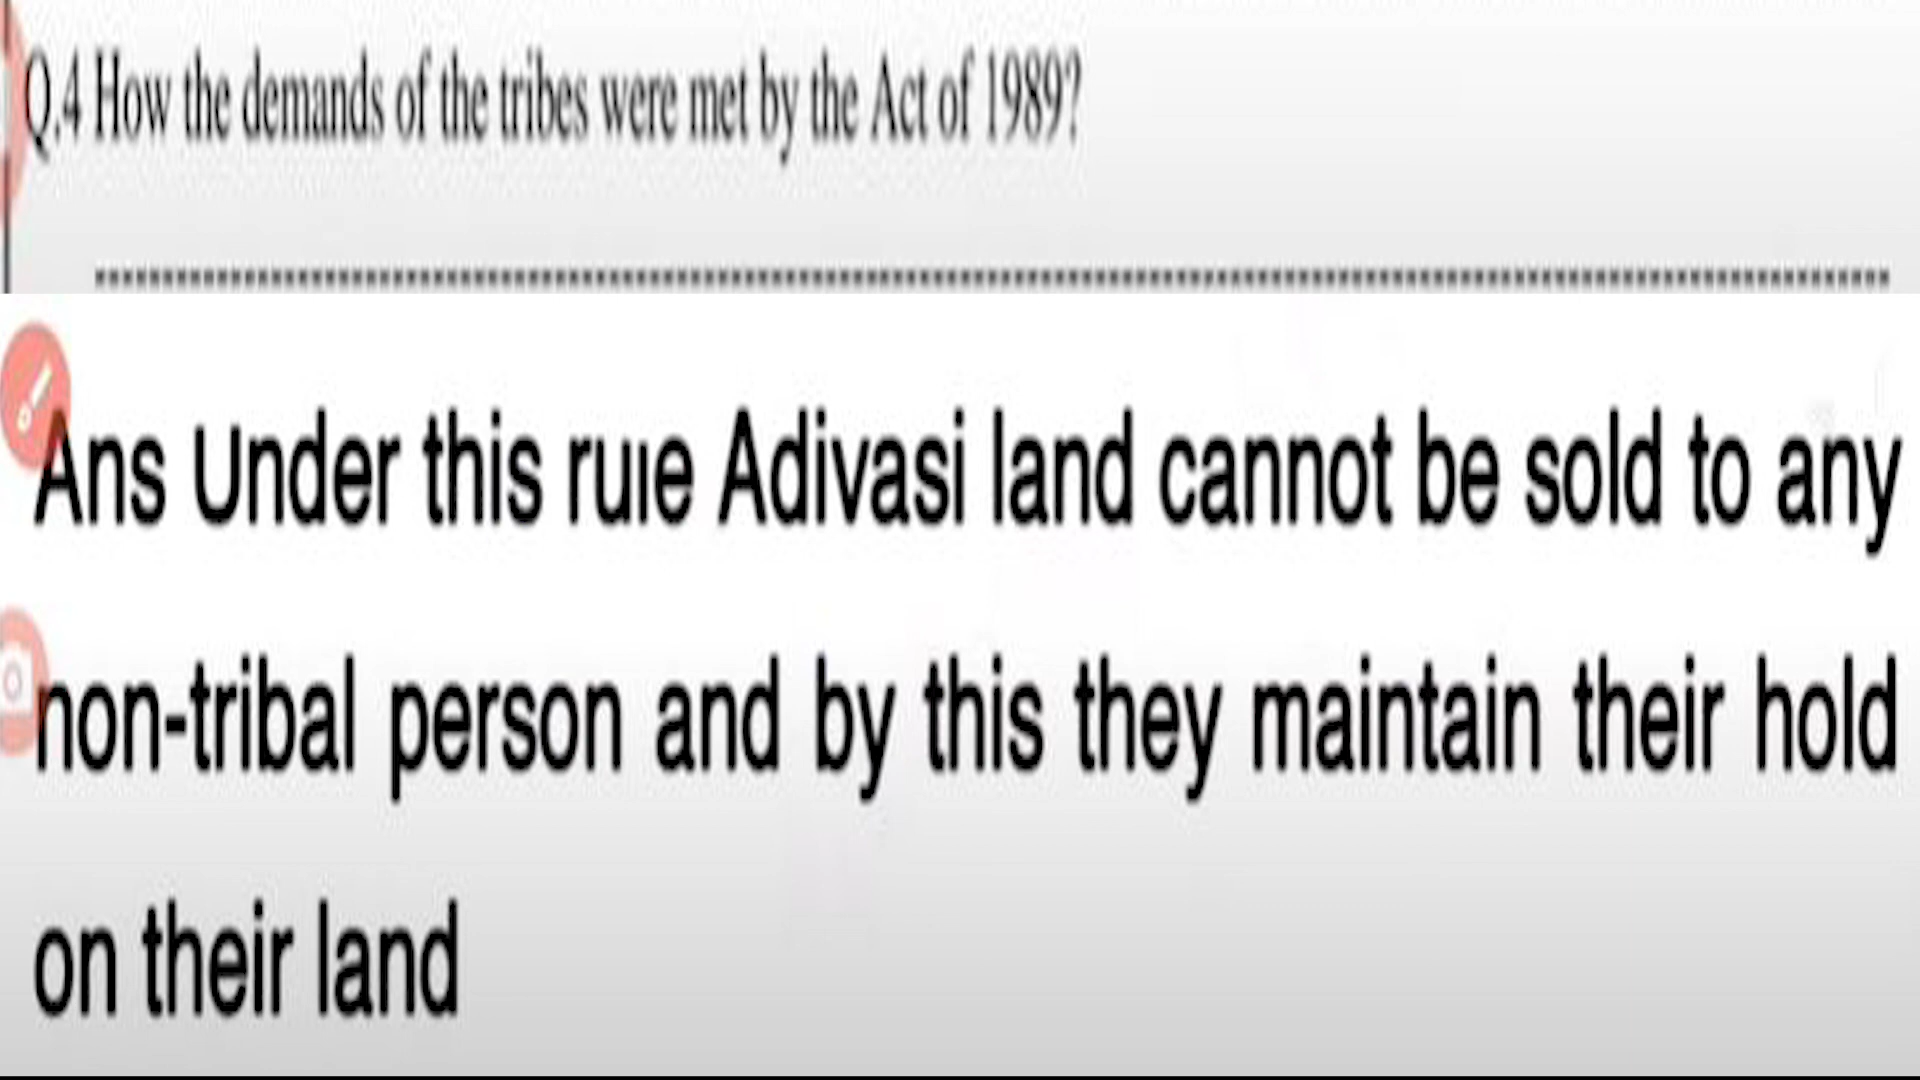 Q.4 How the demands of the tribes were met by the Act of 1989?
Ans Under this rule Adivasi land cannot be sold to any
non-tribal person and by this they maintain their hold
on their land